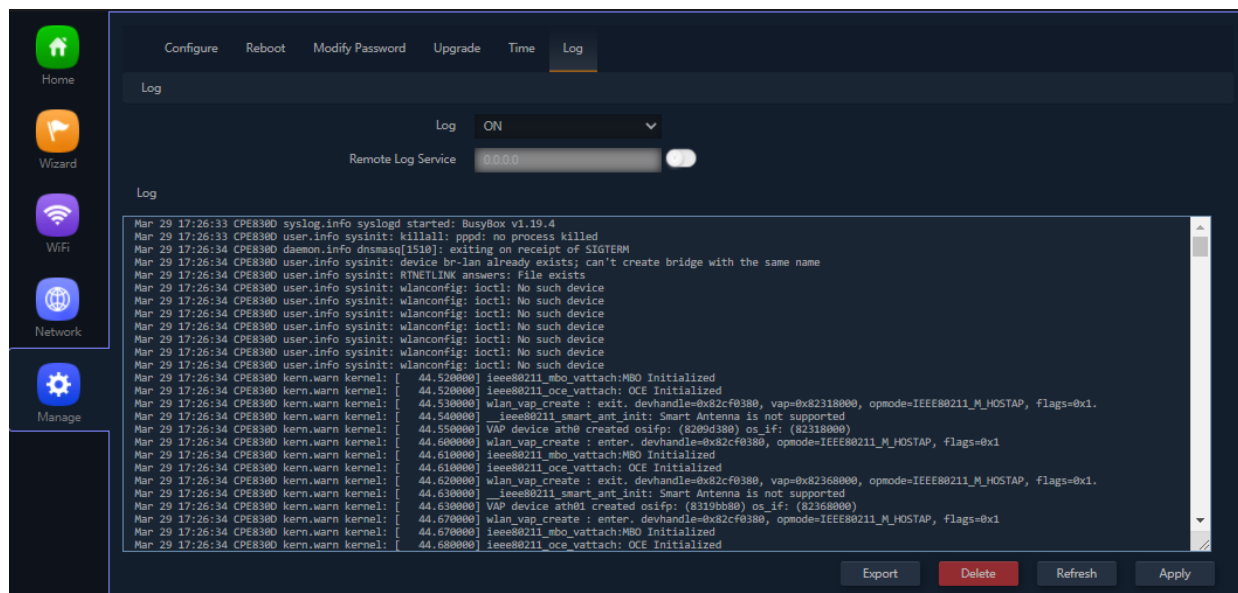 Home
Wizard
WiFi
Network
Manage
Configure Reboot Modify Password Upgrade Time Log
Log
Log ON
Remote Log Service 0.0.0.0
Log
Mar 29 17:26:33 CPE830D syslog.info syslogd started: BusyBox v1.19.4
Mar 29 17:26:33 CPE830D user.info sysinit: killall: pppd: no process killed
Mar 29 17:26:34 CPE830D daemon.info dnsmasq[1510]: exiting on receipt of SIGTERM
Mar 29 17:26:34 CPE830D user.info sysinit: device br-lan already exists; can't create bridge with the same name
Mar 29 17:26:34 CPE830D user.info sysinit: RTNETLINK answers: File exists
Mar 29 17:26:34 CPE830D user.info sysinit: wlanconfig: ioctl: No such device
Mar 29 17:26:34 CPE830D user.info sysinit: wlanconfig: ioctl: No such device
Mar 29 17:26:34 CPE830D user.info sysinit: wlanconfig: ioctl: No such device
Mar 29 17:26:34 CPE830D user.info sysinit: wlanconfig: ioctl: No such device
Mar 29 17:26:34 CPE830D user.info sysinit: wlanconfig: ioctl: No such device
Mar 29 17:26:34 CPE830D user.info sysinit: wlanconfig: ioctl: No such device
Mar 29 17:26:34 CPE830D user.info sysinit: wlanconfig: ioctl: No such device
Mar 29 17:26:34 CPE830D kern.warn kernel: [ 44.520000] ieee80211_mbo_vattach:MBO Initialized
Mar 29 17:26:34 CPE830D kern.warn kernel: [ 44.520000] ieee80211_oce_vattach: OCE Initialized
Mar 29 17:26:34 CPE830D kern.warn kernel: [ 44.530000] wlan_vap_create : exit. devhandle=0x82cf0380, vap=0x82318000, opmode=IEEE80211_M_HOSTAP, flags=0x1.
Mar 29 17:26:34 CPE830D kern.warn kernel: [ 44.540000] __ieee80211_smart_ant_init: Smart Antenna is not supported
Mar 29 17:26:34 CPE830D kern.warn kernel: [ 44.550000] VAP device ath0 created osifp: (8209d380) os_if: (82318000)
Mar 29 17:26:34 CPE830D kern.warn kernel: [ 44.600000] wlan_vap_create : enter. devhandle=0x82cf0380, opmode=IEEE80211_M_HOSTAP, flags=0x1
Mar 29 17:26:34 CPE830D kern.warn kernel: [ 44.610000] ieee80211_mbo_vattach:MBO Initialized
Mar 29 17:26:34 CPE830D kern.warn kernel: [ 44.610000] ieee80211_oce_vattach: OCE Initialized
Mar 29 17:26:34 CPE830D kern.warn kernel: [ 44.620000] wlan_vap_create : exit. devhandle=0x82cf0380, vap=0x82368000, opmode=IEEE80211_M_HOSTAP, flags=0x1.
Mar 29 17:26:34 CPE830D kern.warn kernel: [ 44.630000] __ieee80211_smart_ant_init: Smart Antenna is not supported
Mar 29 17:26:34 CPE830D kern.warn kernel: [ 44.630000] VAP device ath01 created osifp: (8319bb80) os_if: (82368000)
Mar 29 17:26:34 CPE830D kern.warn kernel: [ 44.670000] wlan_vap_create : enter. devhandle=0x82cf0380, opmode=IEEE80211_M_HOSTAP, flags=0x1
Mar 29 17:26:34 CPE830D kern.warn kernel: [ 44.670000] ieee80211_mbo_vattach:MBO Initialized
Mar 29 17:26:34 CPE830D kern.warn kernel: [ 44.680000] ieee80211_oce_vattach: OCE Initialized
Export Delete Refresh Apply